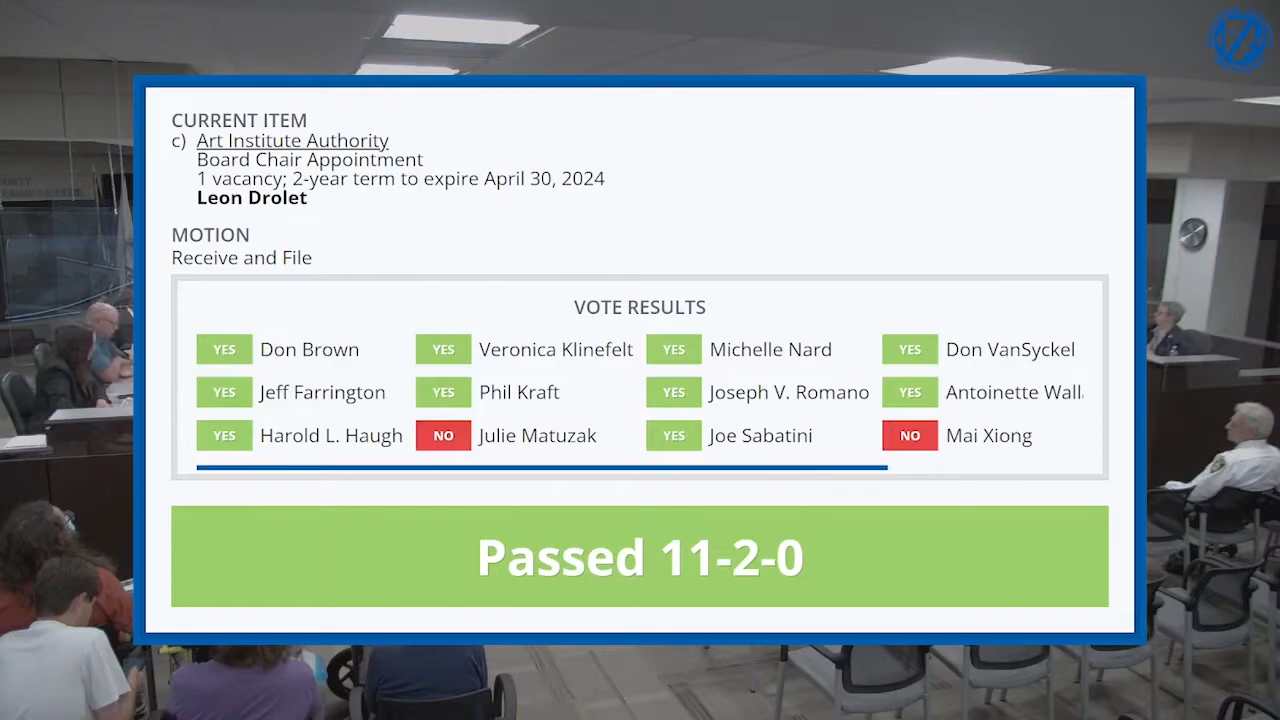 CURRENT ITEM
c) Art Institute Authority
Board Chair Appointment
1 vacancy; 2-year term to expire April 30, 2024
Leon Drolet
MOTION
Receive and File
VOTE RESULTS
YES Don Brown YES Veronica Klinefelt YES Michelle Nard YES Don VanSyckel
YES Jeff Farrington YES Phil Kraft YES Joseph V. Romano YES Antoinette Wall
YES Harold L. Haugh NO Julie Matuzak YES Joe Sabatini NO Mai Xiong
Passed 11-2-0